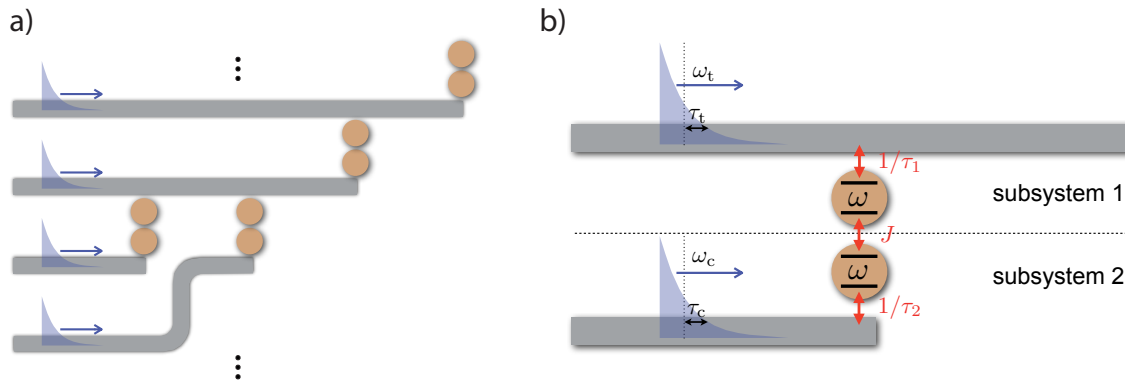 a)
b)
ω_t
τ_t
1/τ_1
ω
subsystem 1
J
ω_c
ω
subsystem 2
τ_c
1/τ_2